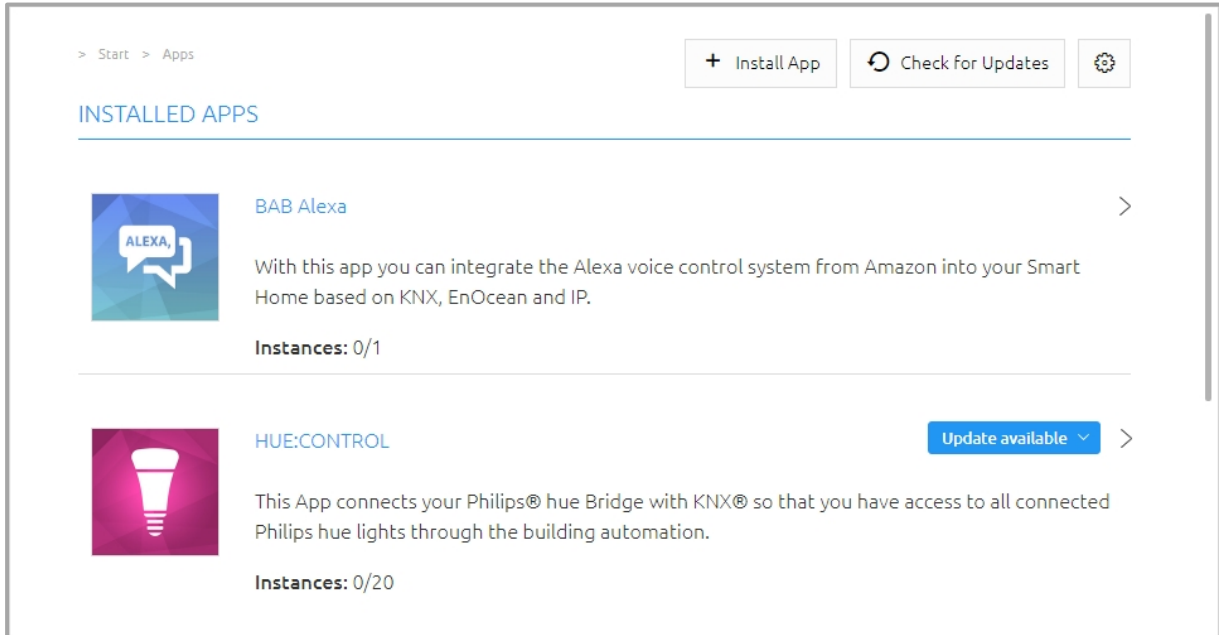 > Start > Apps
+ Install App
Check for Updates
INSTALLED APPS
ALEXA,
BAB Alexa
With this app you can integrate the Alexa voice control system from Amazon into your Smart
Home based on KNX, EnOcean and IP.
Instances: 0/1
HUE:CONTROL
Update available
This App connects your Philips® hue Bridge with KNX® so that you have access to all connected
Philips hue lights through the building automation.
Instances: 0/20